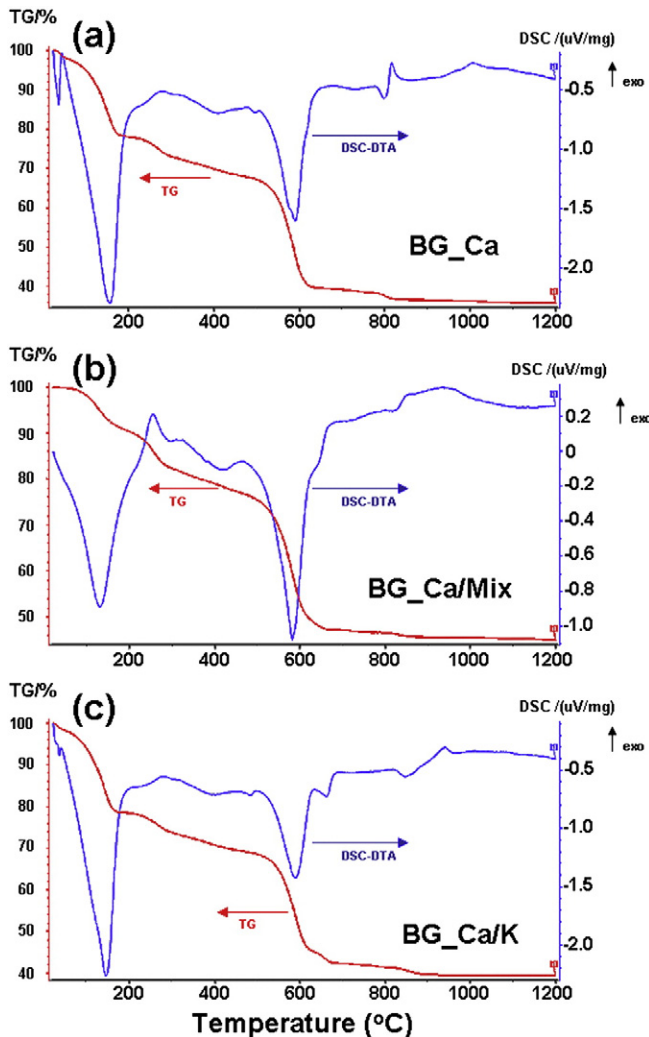 TG/% (a) DSC /(uV/mg)
100
90
80
70
60
50
40
-0.5
-1.0
-1.5
-2.0
exo
DSC-DTA
TG
BG_Ca
200 400 600 800 1000 1200
TG/% (b) DSC /(uV/mg)
100
90
80
70
60
50
0.2
0
-0.2
-0.4
-0.6
-0.8
-1.0
exo
TG
DSC-DTA
BG_Ca/Mix
200 400 600 800 1000 1200
TG/% (c) DSC /(uV/mg)
100
90
80
70
60
50
40
-0.5
-1.0
-1.5
-2.0
exo
DSC-DTA
TG
BG_Ca/K
200 400 600 800 1000 1200
Temperature (oC)